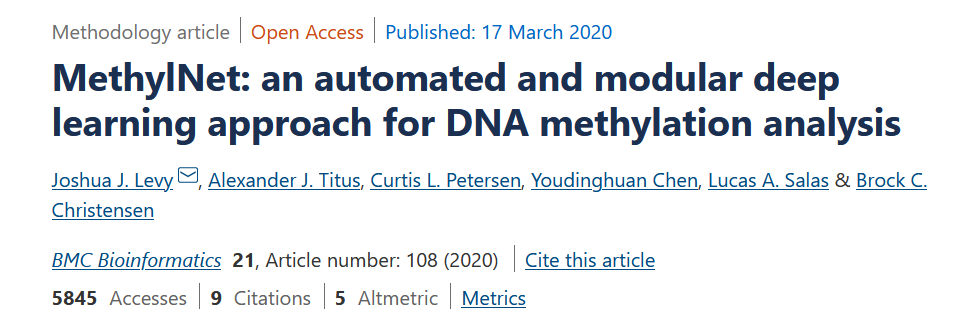 Methodology article | Open Access | Published: 17 March 2020
MethylNet: an automated and modular deep
learning approach for DNA methylation analysis
Joshua J. Levy, Alexander J. Titus, Curtis L. Petersen, Youdinghuan Chen, Lucas A. Salas & Brock C.
Christensen
BMC Bioinformatics 21, Article number: 108 (2020) | Cite this article
5845 Accesses | 9 Citations | 5 Altmetric | Metrics